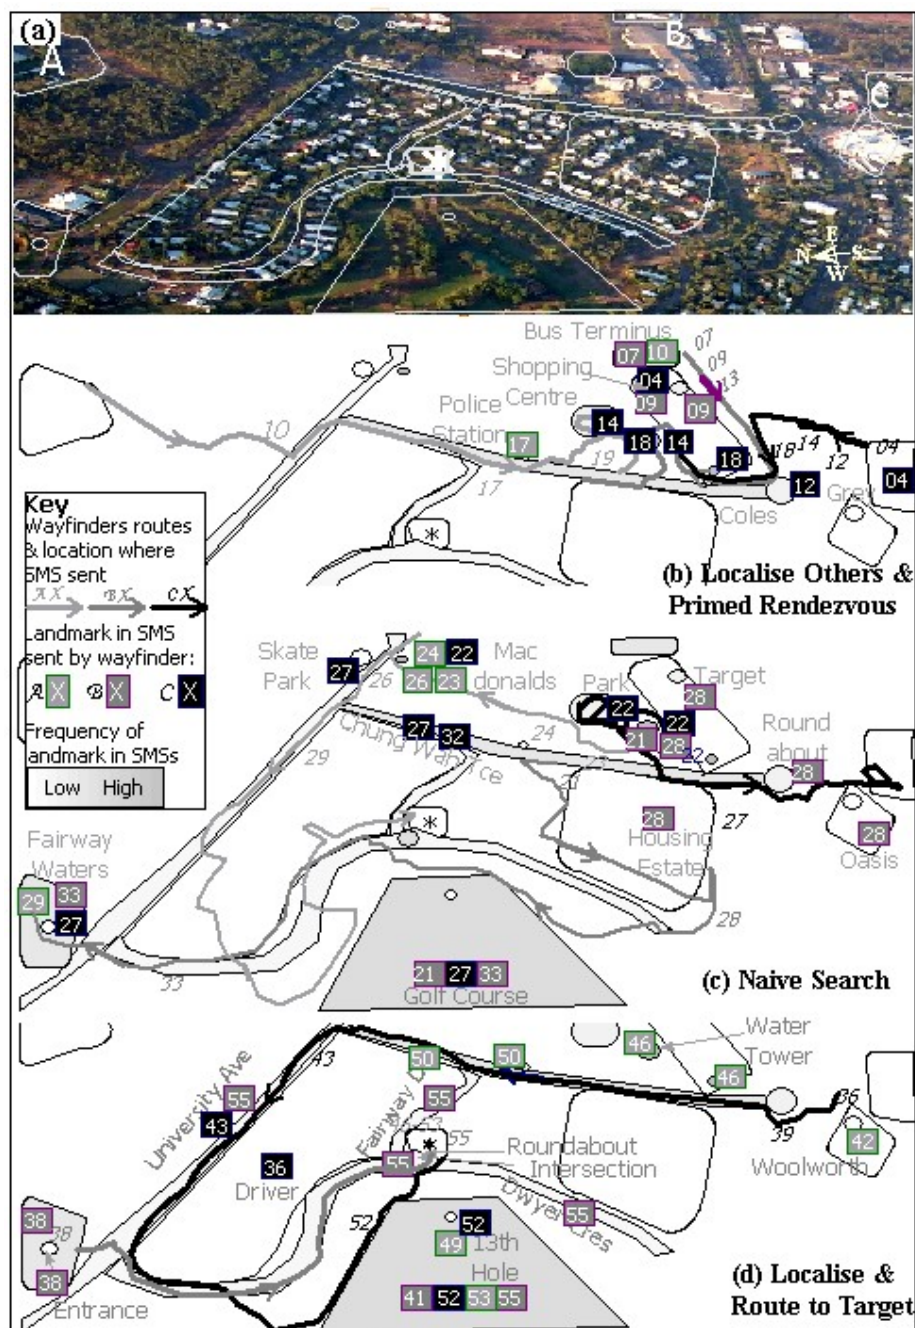 (a)
A
B
C
E
N S
W
Bus Terminus
07 10
07
09
13
Shopping
Centre
04
09
09
Police
Station
17
14
18
14
18
10
19
17
18
14
12
04
04
12
Coles
Grey
(b) Localise Others &
Primed Rendezvous
Key
Wayfinders routes
& location where
SMS sent
AX BX CX
Landmark in SMS
sent by wayfinder:
A X B X C X
Frequency of
landmark in SMSs
Low High
Skate
Park
27
24 22
26 23
Mac
donalds
26
Park
22
22
Target
28
21 28
22
Round
about
28
27 32
Chung Wah Tce
24
29
21
28
Housing
Estate
27
28
Oasis
28
Fairway
Waters
29 33
27
33
21 27 33
Golf Course
(c) Naive Search
43
50
50
46
Water
Tower
46
University Ave
55
43
Fairway D
55
55
36
Driver
55
Roundabout
Intersection
39
36
42
Woolworth
38
38
38
Entrance
52
Dwyer Cres
55
52
49 13th
Hole
41 52 53 55
(d) Localise &
Route to Target